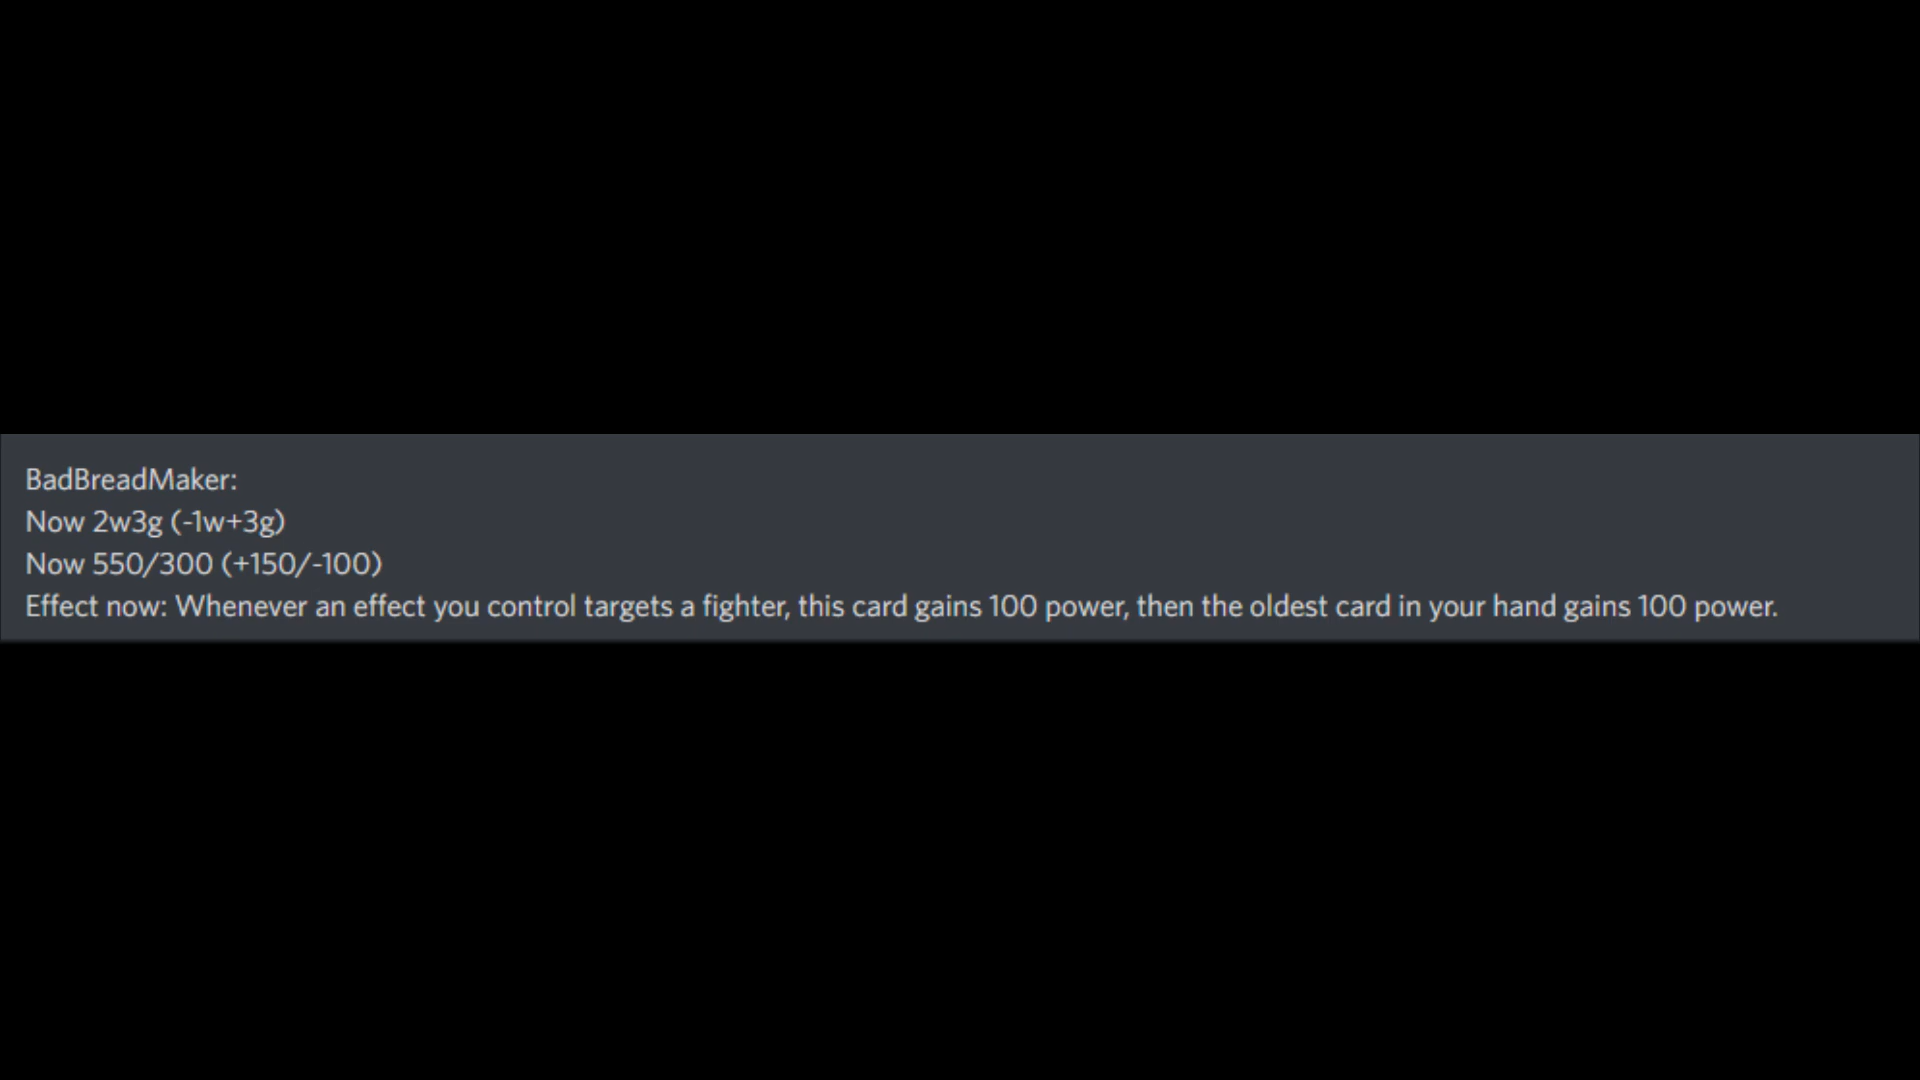 BadBreadMaker:
Now 2w3g (-1w+3g)
Now 550/300 (+150/-100)
Effect now: Whenever an effect you control targets a fighter, this card gains 100 power, then the oldest card in your hand gains 100 power.